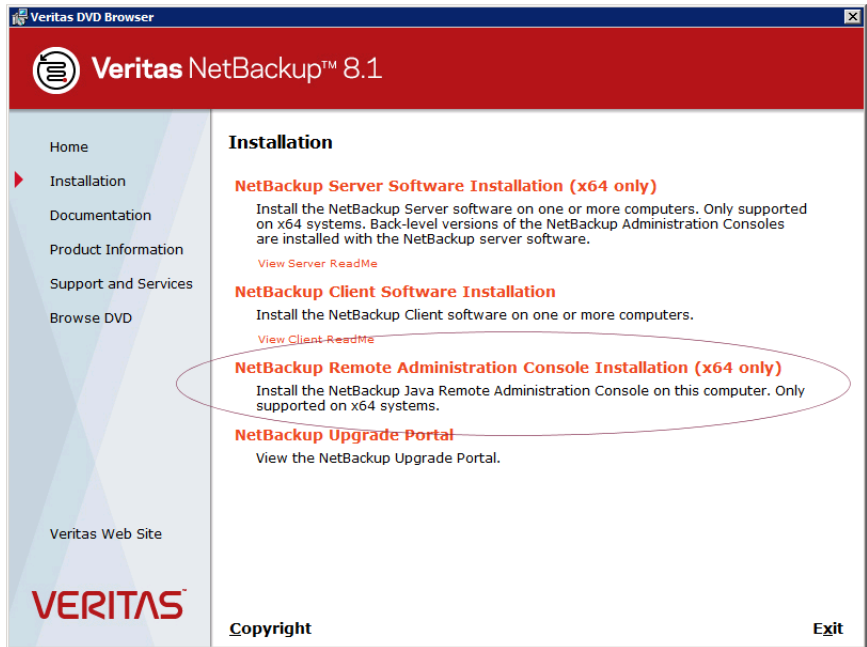 Veritas DVD Browser
Veritas NetBackup™ 8.1
Home
Installation
Documentation
Product Information
Support and Services
Browse DVD
Veritas Web Site
VERITAS™
Installation
NetBackup Server Software Installation (x64 only)
Install the NetBackup Server software on one or more computers. Only supported
on x64 systems. Back-level versions of the NetBackup Administration Consoles
are installed with the NetBackup server software.
View Server ReadMe
NetBackup Client Software Installation
Install the NetBackup Client software on one or more computers.
View Client ReadMe
NetBackup Remote Administration Console Installation (x64 only)
Install the NetBackup Java Remote Administration Console on this computer. Only
supported on x64 systems.
NetBackup Upgrade Portal
View the NetBackup Upgrade Portal.
Copyright
Exit